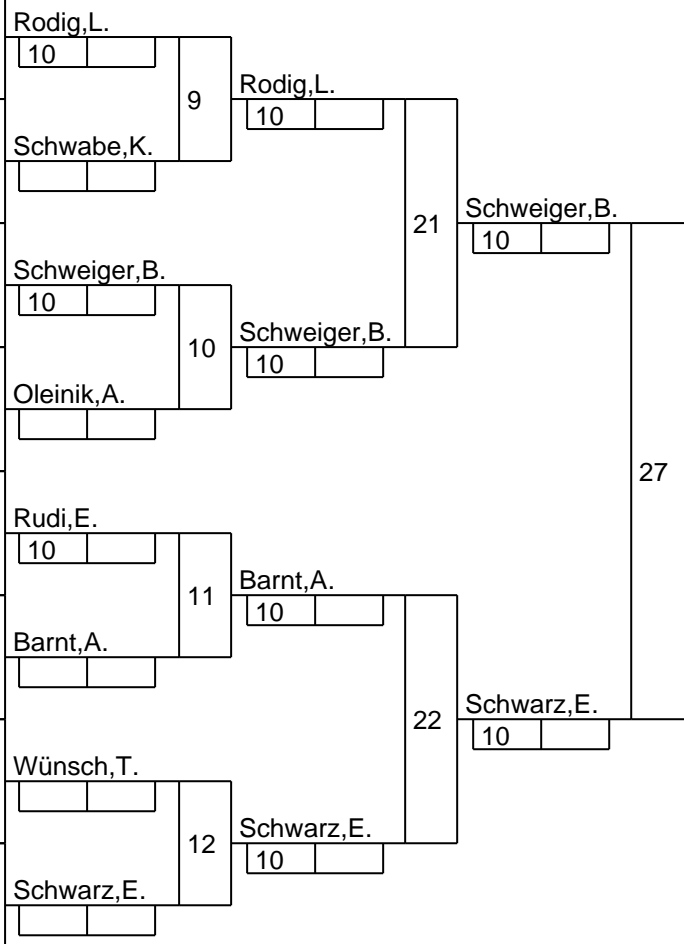 Rodig,L.
10
9
Rodig,L.
10
Schwabe,K.
21
Schweiger,B.
10
Schweiger,B.
10
10
Schweiger,B.
10
Oleinik,A.
27
Rudi,E.
10
11
Barnt,A.
10
Barnt,A.
22
Schwarz,E.
10
Wünsch,T.
12
Schwarz,E.
10
Schwarz,E.